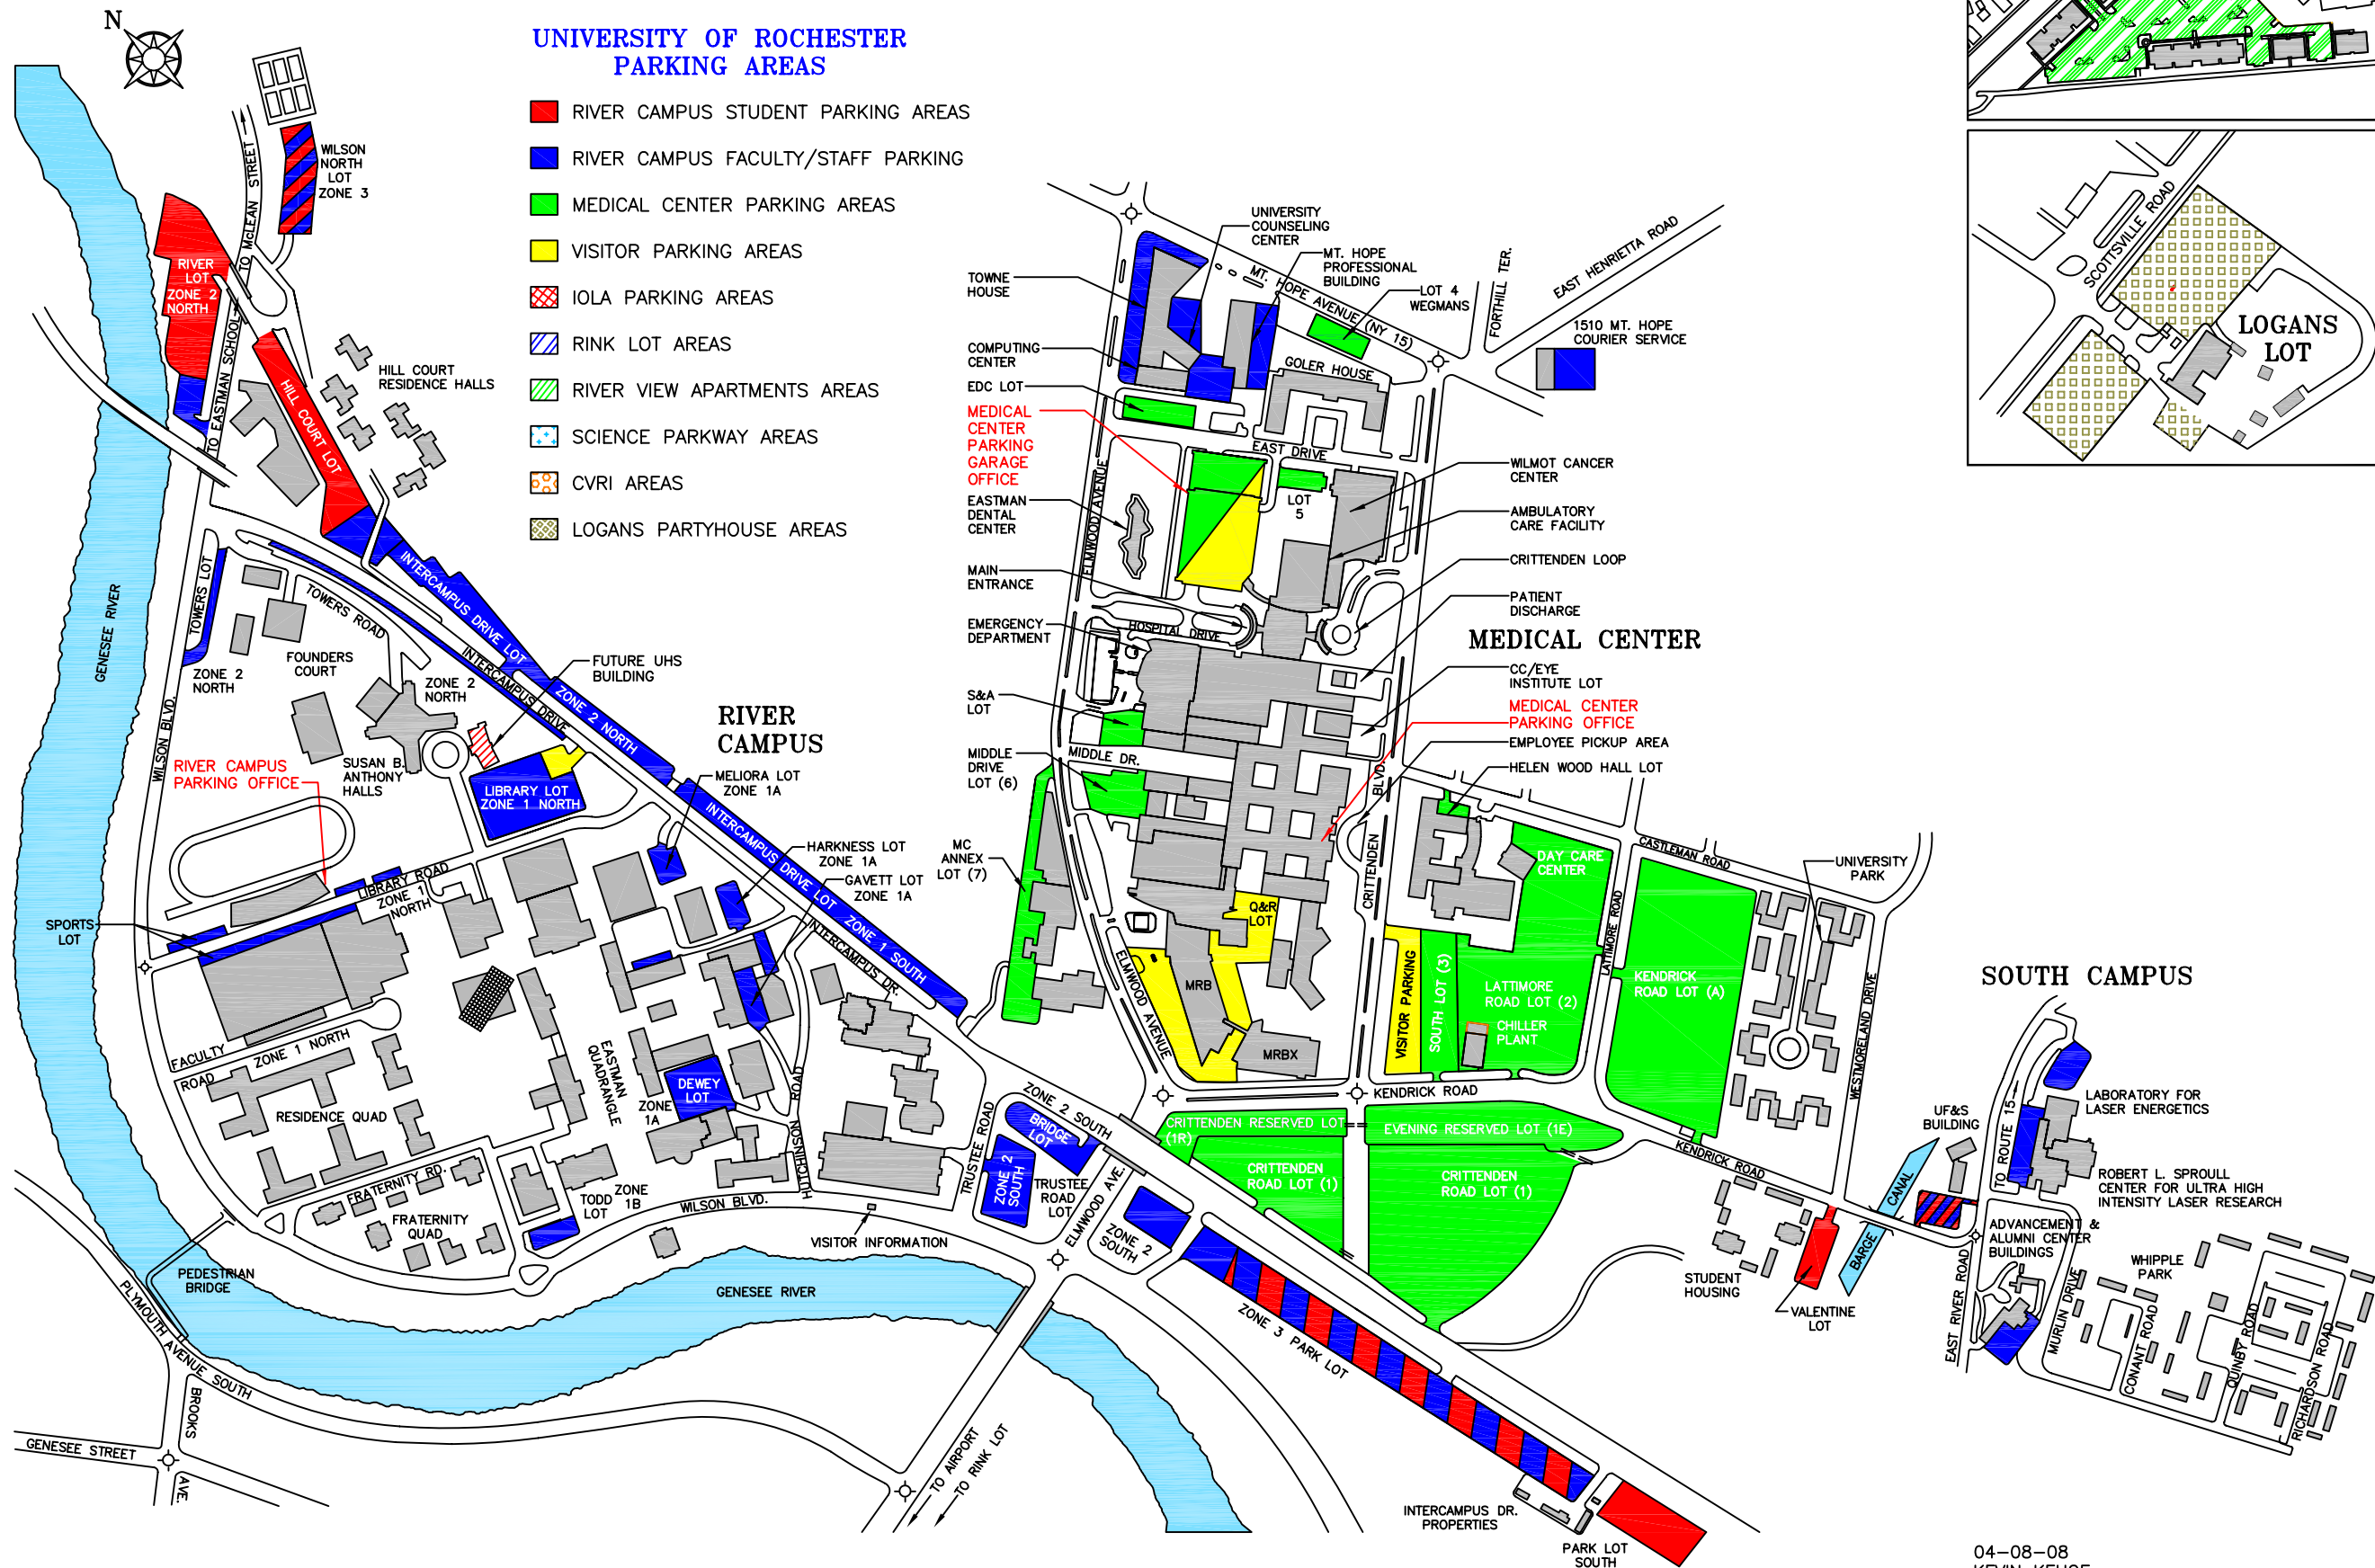 N
UNIVERSITY OF ROCHESTER
PARKING AREAS
RIVER CAMPUS STUDENT PARKING AREAS
RIVER CAMPUS FACULTY/STAFF PARKING
MEDICAL CENTER PARKING AREAS
VISITOR PARKING AREAS
IOLA PARKING AREAS
RINK LOT AREAS
RIVER VIEW APARTMENTS AREAS
SCIENCE PARKWAY AREAS
CVRI AREAS
LOGANS PARTYHOUSE AREAS
WILSON
NORTH
LOT
ZONE 3
TO McLEAN STREET
RIVER
LOT
ZONE 2
NORTH
TO EASTMAN SCHOOL
HILL COURT LOT
HILL COURT
RESIDENCE HALLS
GENESEE RIVER
TOWERS LOT
ZONE 2
NORTH
TOWERS ROAD
FOUNDERS
COURT
INTERCAMPUS DRIVE LOT
ZONE 2 NORTH
INTERCAMPUS DRIVE
ZONE 2
NORTH
FUTURE UHS
BUILDING
WILSON BLVD.
SUSAN B.
ANTHONY
HALLS
RIVER CAMPUS
PARKING OFFICE
LIBRARY LOT
ZONE 1 NORTH
RIVER
CAMPUS
MELIORA LOT
ZONE 1A
HARKNESS LOT
ZONE 1A
GAVETT LOT
ZONE 1A
INTERCAMPUS DRIVE LOT ZONE 1 SOUTH
INTERCAMPUS DR.
LIBRARY ROAD
ZONE 1
NORTH
SPORTS
LOT
FACULTY
ROAD
ZONE 1 NORTH
RESIDENCE QUAD
EASTMAN
QUADRANGLE
ZONE
1A
DEWEY
LOT
HUTCHINSON
ROAD
FRATERNITY RD.
FRATERNITY
QUAD
TODD
LOT
ZONE
1B
WILSON BLVD.
VISITOR INFORMATION
PEDESTRIAN
BRIDGE
PLYMOUTH AVENUE SOUTH
GENESEE RIVER
GENESEE STREET
BROOKS
AVE.
TO AIRPORT
TO RINK LOT
TRUSTEE ROAD
ZONE 2 SOUTH
BRIDGE
LOT
ZONE 2
SOUTH
TRUSTEE
ROAD
LOT
ELMWOOD AVE.
ZONE 2
SOUTH
ZONE 3 PARK LOT
INTERCAMPUS DR.
PROPERTIES
PARK LOT
SOUTH
TOWNE
HOUSE
COMPUTING
CENTER
EDC LOT
MEDICAL
CENTER
PARKING
GARAGE
OFFICE
EASTMAN
DENTAL
CENTER
MAIN
ENTRANCE
EMERGENCY
DEPARTMENT
S&A
LOT
MIDDLE
DRIVE
LOT (6)
MC
ANNEX
LOT (7)
UNIVERSITY
COUNSELING
CENTER
MT. HOPE
PROFESSIONAL
BUILDING
LOT 4
WEGMANS
MT. HOPE AVENUE (NY 15)
FORTHILL TER.
EAST HENRIETTA ROAD
1510 MT. HOPE
COURIER SERVICE
GOLER HOUSE
EAST DRIVE
LOT
5
ELMWOOD AVENUE
HOSPITAL DRIVE
MIDDLE DR.
WILMOT CANCER
CENTER
AMBULATORY
CARE FACILITY
CRITTENDEN LOOP
PATIENT
DISCHARGE
MEDICAL CENTER
CC/EYE
INSTITUTE LOT
MEDICAL CENTER
PARKING OFFICE
EMPLOYEE PICKUP AREA
HELEN WOOD HALL LOT
CRITTENDEN
BLVD.
Q&R
LOT
MRB
MRBX
ELMWOOD AVENUE
VISITOR PARKING
SOUTH LOT (3)
DAY CARE
CENTER
LATTIMORE
ROAD LOT (2)
CHILLER
PLANT
LATTIMORE ROAD
CASTLEMAN ROAD
KENDRICK
ROAD LOT (A)
UNIVERSITY
PARK
WESTMORELAND DRIVE
KENDRICK ROAD
CRITTENDEN RESERVED LOT
(1R)
EVENING RESERVED LOT (1E)
CRITTENDEN
ROAD LOT (1)
CRITTENDEN
ROAD LOT (1)
KENDRICK ROAD
STUDENT
HOUSING
VALENTINE
LOT
BARGE
CANAL
SOUTH CAMPUS
UF&S
BUILDING
TO ROUTE 15
LABORATORY FOR
LASER ENERGETICS
ROBERT L. SPROULL
CENTER FOR ULTRA HIGH
INTENSITY LASER RESEARCH
ADVANCEMENT &
ALUMNI CENTER
BUILDINGS
EAST RIVER ROAD
MURLIN DRIVE
WHIPPLE
PARK
CONANT ROAD
QUINBY ROAD
RICHARDSON ROAD
SCOTTSVILLE ROAD
LOGANS
LOT
04-08-08
KEVIN KEHOE